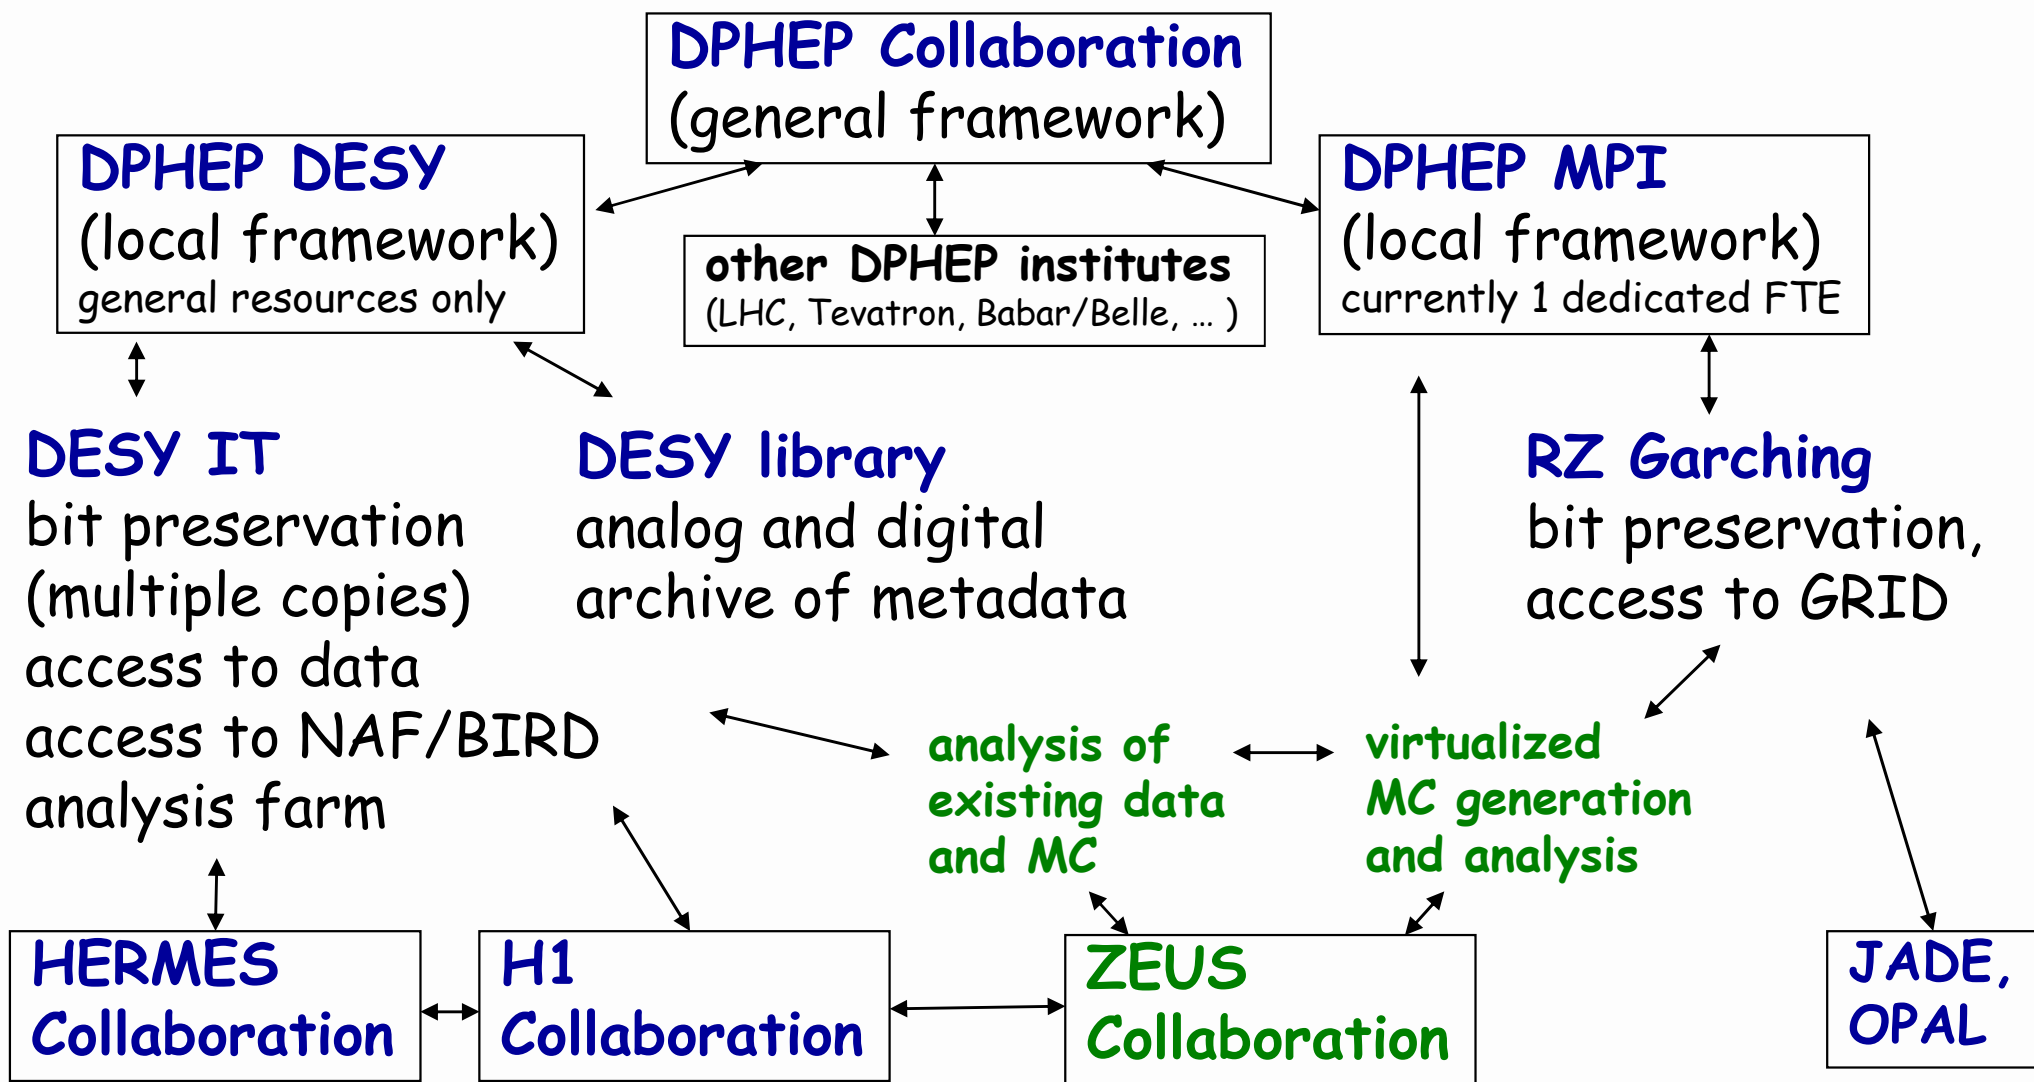 DPHEP Collaboration
(general framework)
DPHEP DESY
(local framework)
general resources only
other DPHEP institutes
(LHC, Tevatron, Babar/Belle, ... )
DPHEP MPI
(local framework)
currently 1 dedicated FTE
DESY IT
bit preservation
(multiple copies)
access to data
access to NAF/BIRD
analysis farm
DESY library
analog and digital
archive of metadata
RZ Garching
bit preservation,
access to GRID
analysis of
existing data
and MC
virtualized
MC generation
and analysis
HERMES
Collaboration
H1
Collaboration
ZEUS
Collaboration
JADE,
OPAL